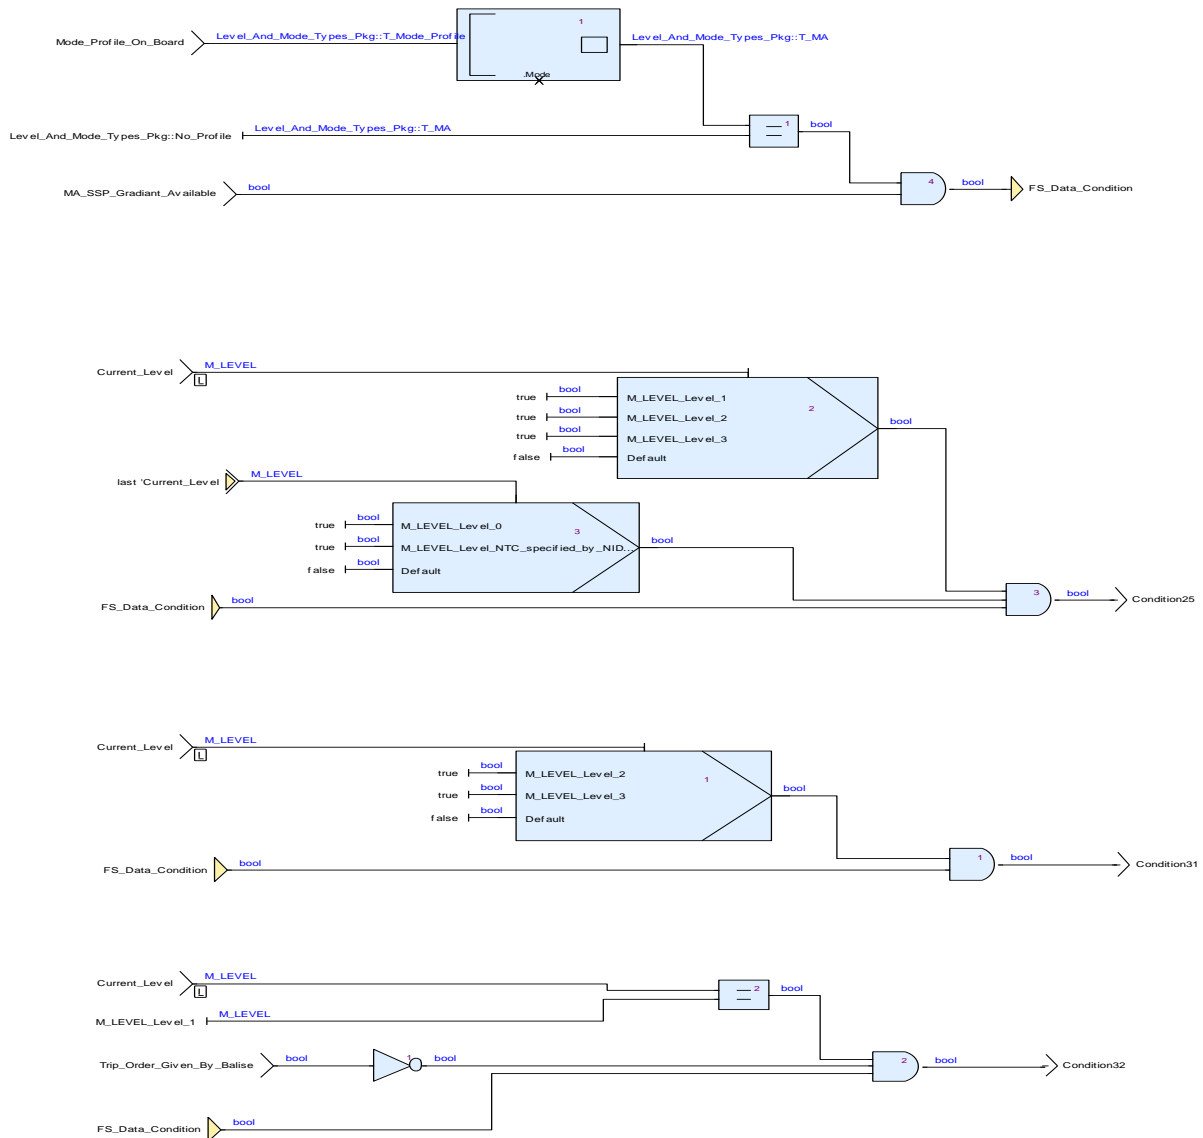 1
Mode_Profile_On_Board
Level_And_Mode_Types_Pkg::T_Mode_Profile
Level_And_Mode_Types_Pkg::T_MA
.Mode
Level_And_Mode_Types_Pkg::No_Profile
Level_And_Mode_Types_Pkg::T_MA
1
bool
MA_SSP_Gradiant_Available
bool
4
bool
FS_Data_Condition
Current_Level
L
M_LEVEL
true
bool
M_LEVEL_Level_1
2
true
bool
M_LEVEL_Level_2
true
bool
M_LEVEL_Level_3
false
bool
Default
bool
last 'Current_Level
M_LEVEL
true
bool
M_LEVEL_Level_0
3
true
bool
M_LEVEL_Level_NTC_specified_by_NID...
false
bool
Default
bool
FS_Data_Condition
bool
3
bool
Condition25
Current_Level
L
M_LEVEL
true
bool
M_LEVEL_Level_2
1
true
bool
M_LEVEL_Level_3
false
bool
Default
bool
FS_Data_Condition
bool
1
bool
Condition31
Current_Level
L
M_LEVEL
2
bool
M_LEVEL_Level_1
M_LEVEL
Trip_Order_Given_By_Balise
bool
1
bool
2
bool
Condition32
FS_Data_Condition
bool